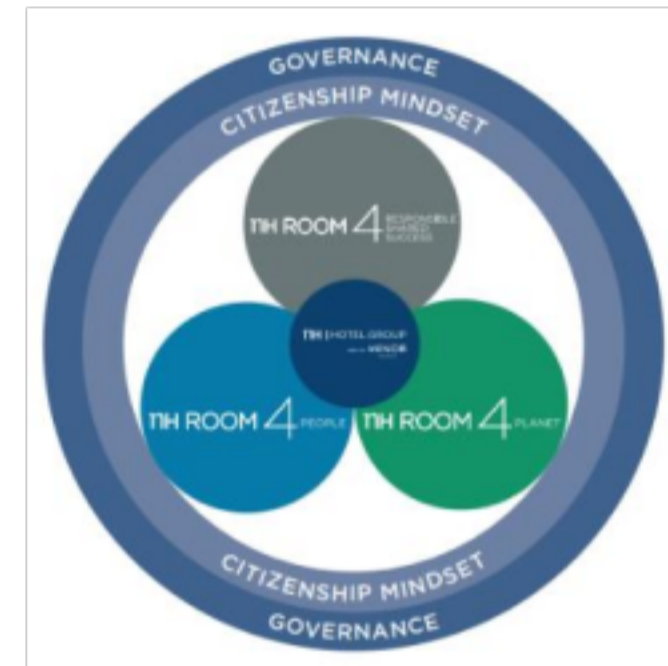 GOVERNANCE
CITIZENSHIP MINDSET
nH ROOM 4 RESPONSIBLE
SHARED
SUCCESS
nH | HOTEL GROUP
MINOR
nH ROOM 4 PEOPLE
nH ROOM 4 PLANET
CITIZENSHIP MINDSET
GOVERNANCE